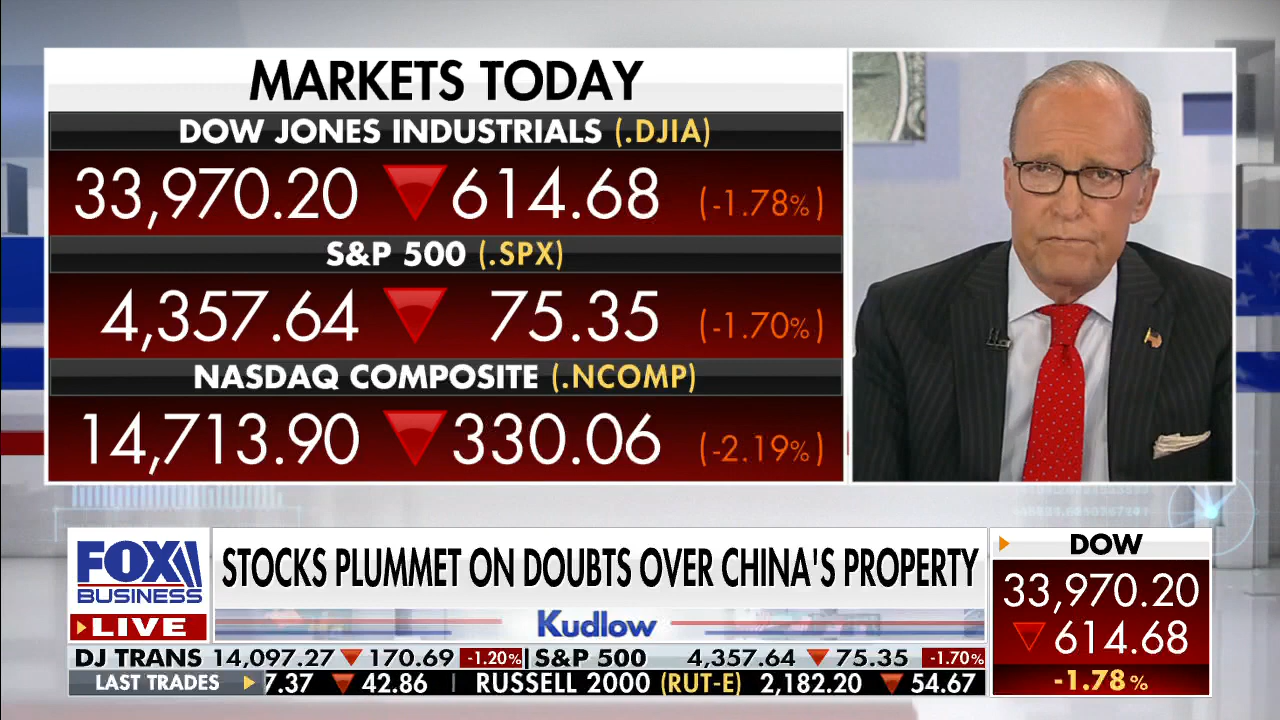 MARKETS TODAY
DOW JONES INDUSTRIALS (.DJIA)
33,970.20 ▼ 614.68 (-1.78%)
S&P 500 (.SPX)
4,357.64 ▼ 75.35 (-1.70%)
NASDAQ COMPOSITE (.NCOMP)
14,713.90 ▼ 330.06 (-2.19%)
FOX
BUSINESS
LIVE
STOCKS PLUMMET ON DOUBTS OVER CHINA'S PROPERTY
Kudlow
DOW
33,970.20
▼ 614.68
-1.78%
DJ TRANS 14,097.27 ▼ 170.69 -1.20% S&P 500 4,357.64 ▼ 75.35 -1.70%
LAST TRADES 7.37 ▼ 42.86 | RUSSELL 2000 (RUT-E) 2,182.20 ▼ 54.67